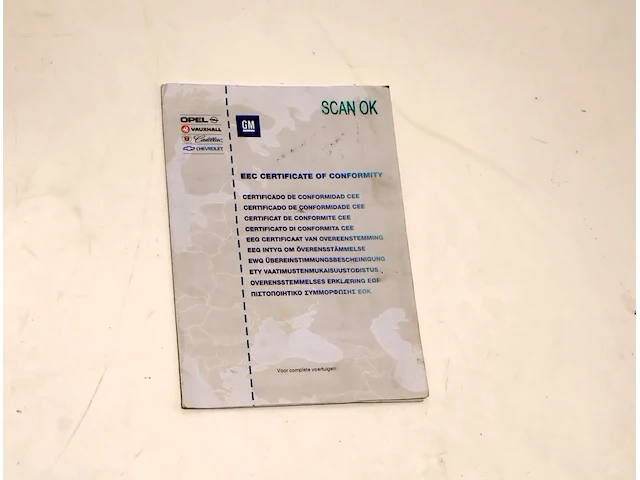 SCAN OK
OPEL
VAUXHALL
Cadillac
CHEVROLET
GM
EEC CERTIFICATE OF CONFORMITY
CERTIFICADO DE CONFORMIDAD CEE
CERTIFICADO DE CONFORMIDADE CEE
CERTIFICAT DE CONFORMITE CEE
CERTIFICATO DI CONFORMITA CEE
EEG CERTIFICAAT VAN OVEREENSTEMMING
EEG INTYG OM ÖVERENSSTÄMMELSE
EWG ÜBEREINSTIMMUNGSBESCHEINIGUNG
ETY VAATIMUSTENMUKAISUUSTODISTUS
OVERENSSTEMMELSES ERKLÆRING EØF
ΠΙΣΤΟΠΟΙΗΤΙΚΟ ΣΥΜΜΟΡΦΩΣΗΣ ΕΟΚ
Voor complete voertuigen